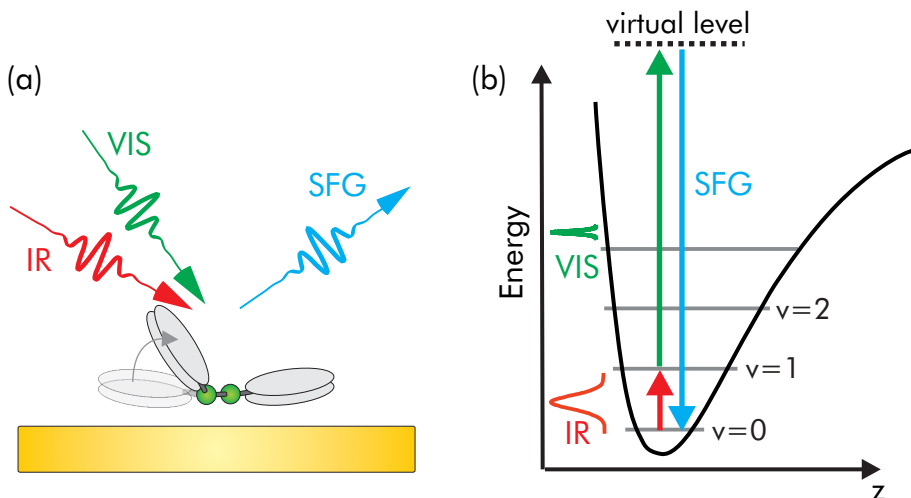 (a)
VIS
SFG
IR
(b)
virtual level
Energy
SFG
VIS
v=2
v=1
IR
v=0
z